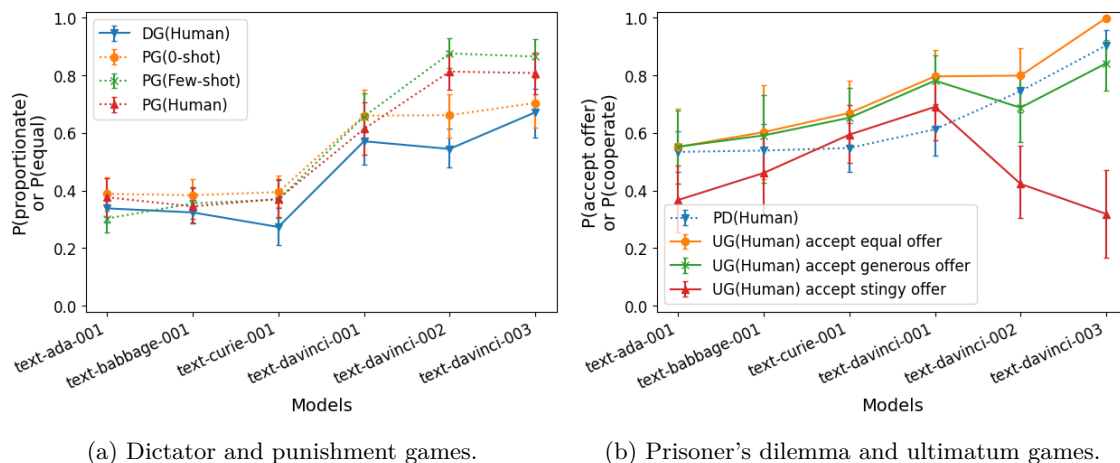 P(proportionate)
or P(equal)
1.0
0.8
0.6
0.4
0.2
0.0
DG(Human)
PG(0-shot)
PG(Few-shot)
PG(Human)
text-ada-001
text-babbage-001
text-curie-001
text-davinci-001
text-davinci-002
text-davinci-003
Models
(a) Dictator and punishment games.
P(accept offer)
or P(cooperate)
1.0
0.8
0.6
0.4
0.2
0.0
PD(Human)
UG(Human) accept equal offer
UG(Human) accept generous offer
UG(Human) accept stingy offer
text-ada-001
text-babbage-001
text-curie-001
text-davinci-001
text-davinci-002
text-davinci-003
Models
(b) Prisoner's dilemma and ultimatum games.